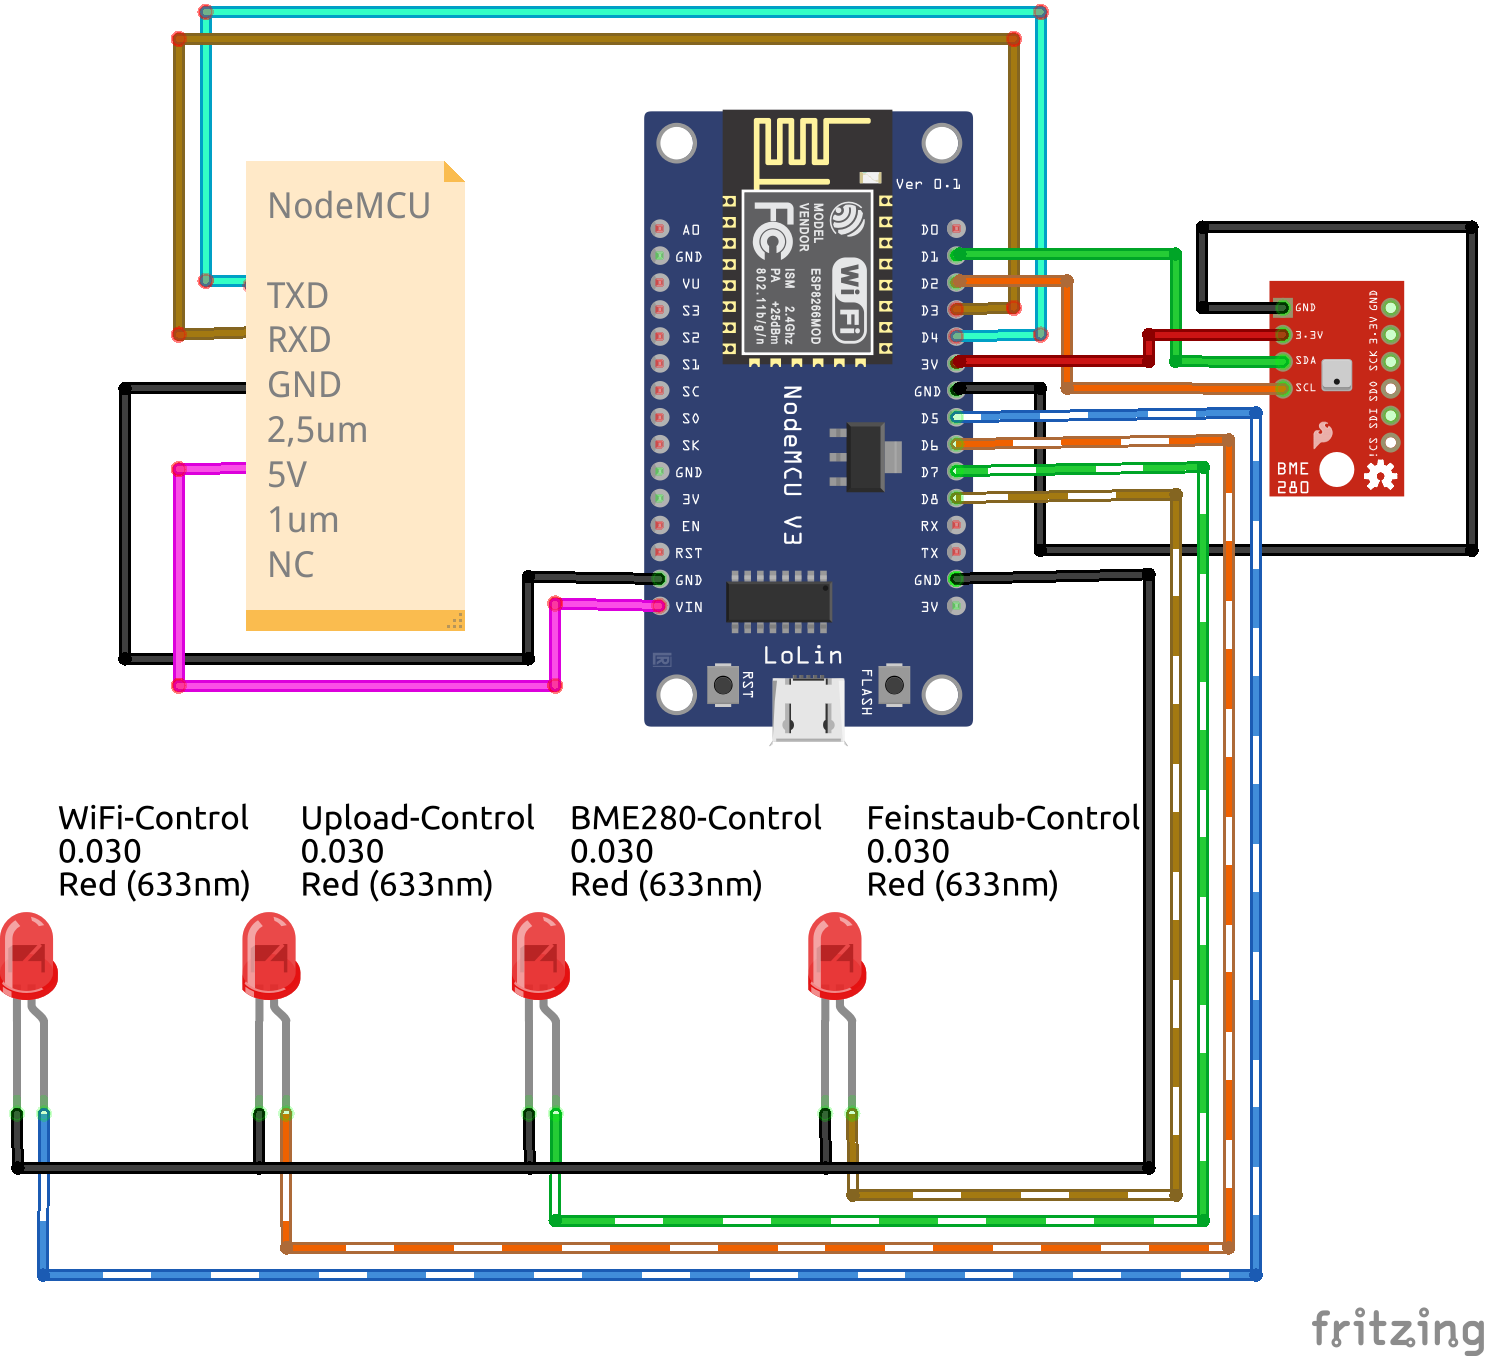 NodeMCU
TXD
RXD
GND
2,5um
5V
1um
NC
Ver 0.1
MODEL
VENDOR
FC
ISM 2.4Ghz
PA +25dBm
802.11b/g/n
ESP8266MOD
WiFi
A0
GND
VU
S3
S2
S1
SC
S0
SK
GND
3V
EN
RST
GND
VIN
D0
D1
D2
D3
D4
3V
GND
D5
D6
D7
D8
RX
TX
GND
3V
NodeMCU V3
LoLin
RST
FLASH
GND
3.3V
SDA
SCL
GND
3.3V
SCK
SDO
SDI
BME
280
WiFi-Control
0.030
Red (633nm)
Upload-Control
0.030
Red (633nm)
BME280-Control
0.030
Red (633nm)
Feinstaub-Control
0.030
Red (633nm)
fritzing